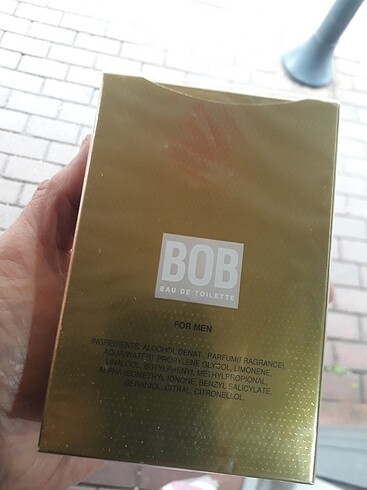 BOB
EAU DE TOILETTE
FOR MEN
INGREDIENTS: ALCOHOL DENAT., PARFUM(FRAGRANCE),
AQUA(WATER), PROPYLENE GLYCOL, LIMONENE,
LINALOOL, BUTYLPHENYL METHYLPROPIONAL,
ALPHA-ISOMETHYL IONONE, BENZYL SALICYLATE,
GERANIOL, CITRAL, CITRONELLOL.